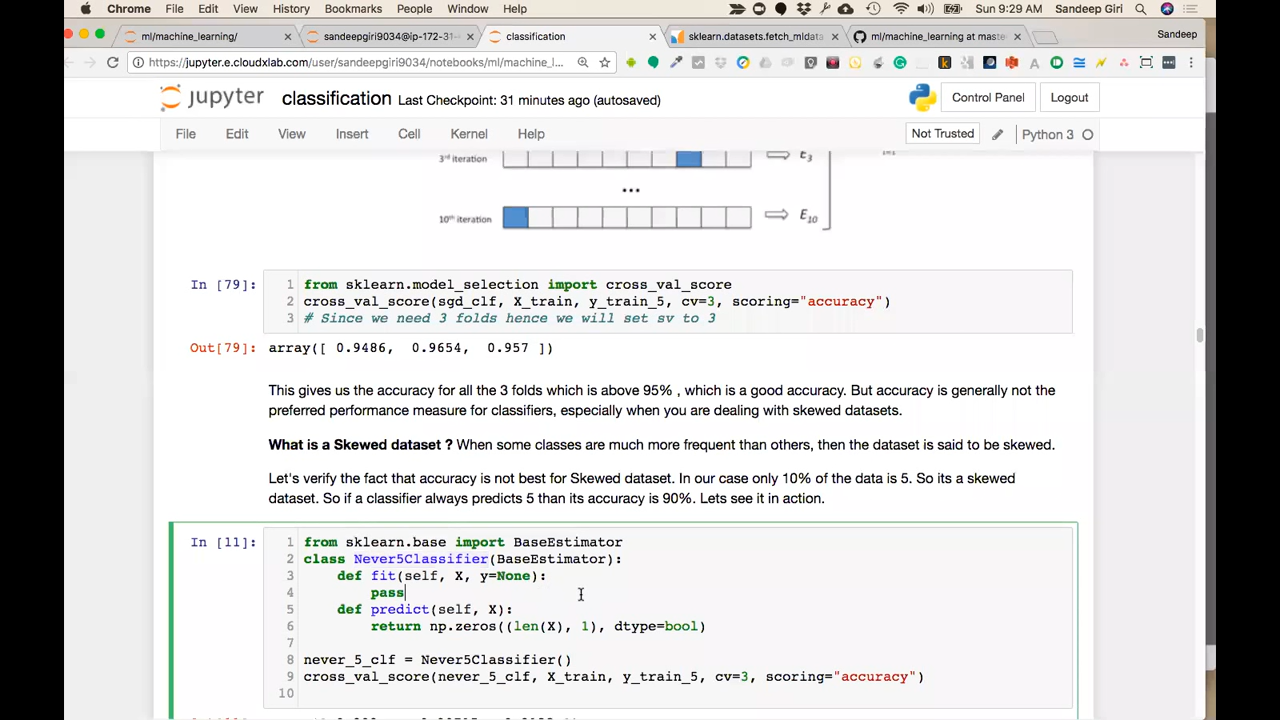 Chrome File Edit View History Bookmarks People Window Help Sun 9:29 AM Sandeep Giri
ml/machine_learning/ sandeepgiri9034@ip-172-31- classification sklearn.datasets.fetch_mldata ml/machine_learning at maste Sandeep
https://jupyter.e.cloudxlab.com/user/sandeepgiri9034/notebooks/ml/machine_l...
jupyter classification Last Checkpoint: 31 minutes ago (autosaved) Control Panel Logout
File Edit View Insert Cell Kernel Help Not Trusted Python 3
3rd iteration E3
...
10th iteration E10
In [79]: 1 from sklearn.model_selection import cross_val_score
2 cross_val_score(sgd_clf, X_train, y_train_5, cv=3, scoring="accuracy")
3 # Since we need 3 folds hence we will set sv to 3
Out[79]: array([ 0.9486, 0.9654, 0.957 ])
This gives us the accuracy for all the 3 folds which is above 95% , which is a good accuracy. But accuracy is generally not the
preferred performance measure for classifiers, especially when you are dealing with skewed datasets.
What is a Skewed dataset ? When some classes are much more frequent than others, then the dataset is said to be skewed.
Let's verify the fact that accuracy is not best for Skewed dataset. In our case only 10% of the data is 5. So its a skewed
dataset. So if a classifier always predicts 5 than its accuracy is 90%. Lets see it in action.
In [11]: 1 from sklearn.base import BaseEstimator
2 class Never5Classifier(BaseEstimator):
3 def fit(self, X, y=None):
4 pass
5 def predict(self, X):
6 return np.zeros((len(X), 1), dtype=bool)
7
8 never_5_clf = Never5Classifier()
9 cross_val_score(never_5_clf, X_train, y_train_5, cv=3, scoring="accuracy")
10